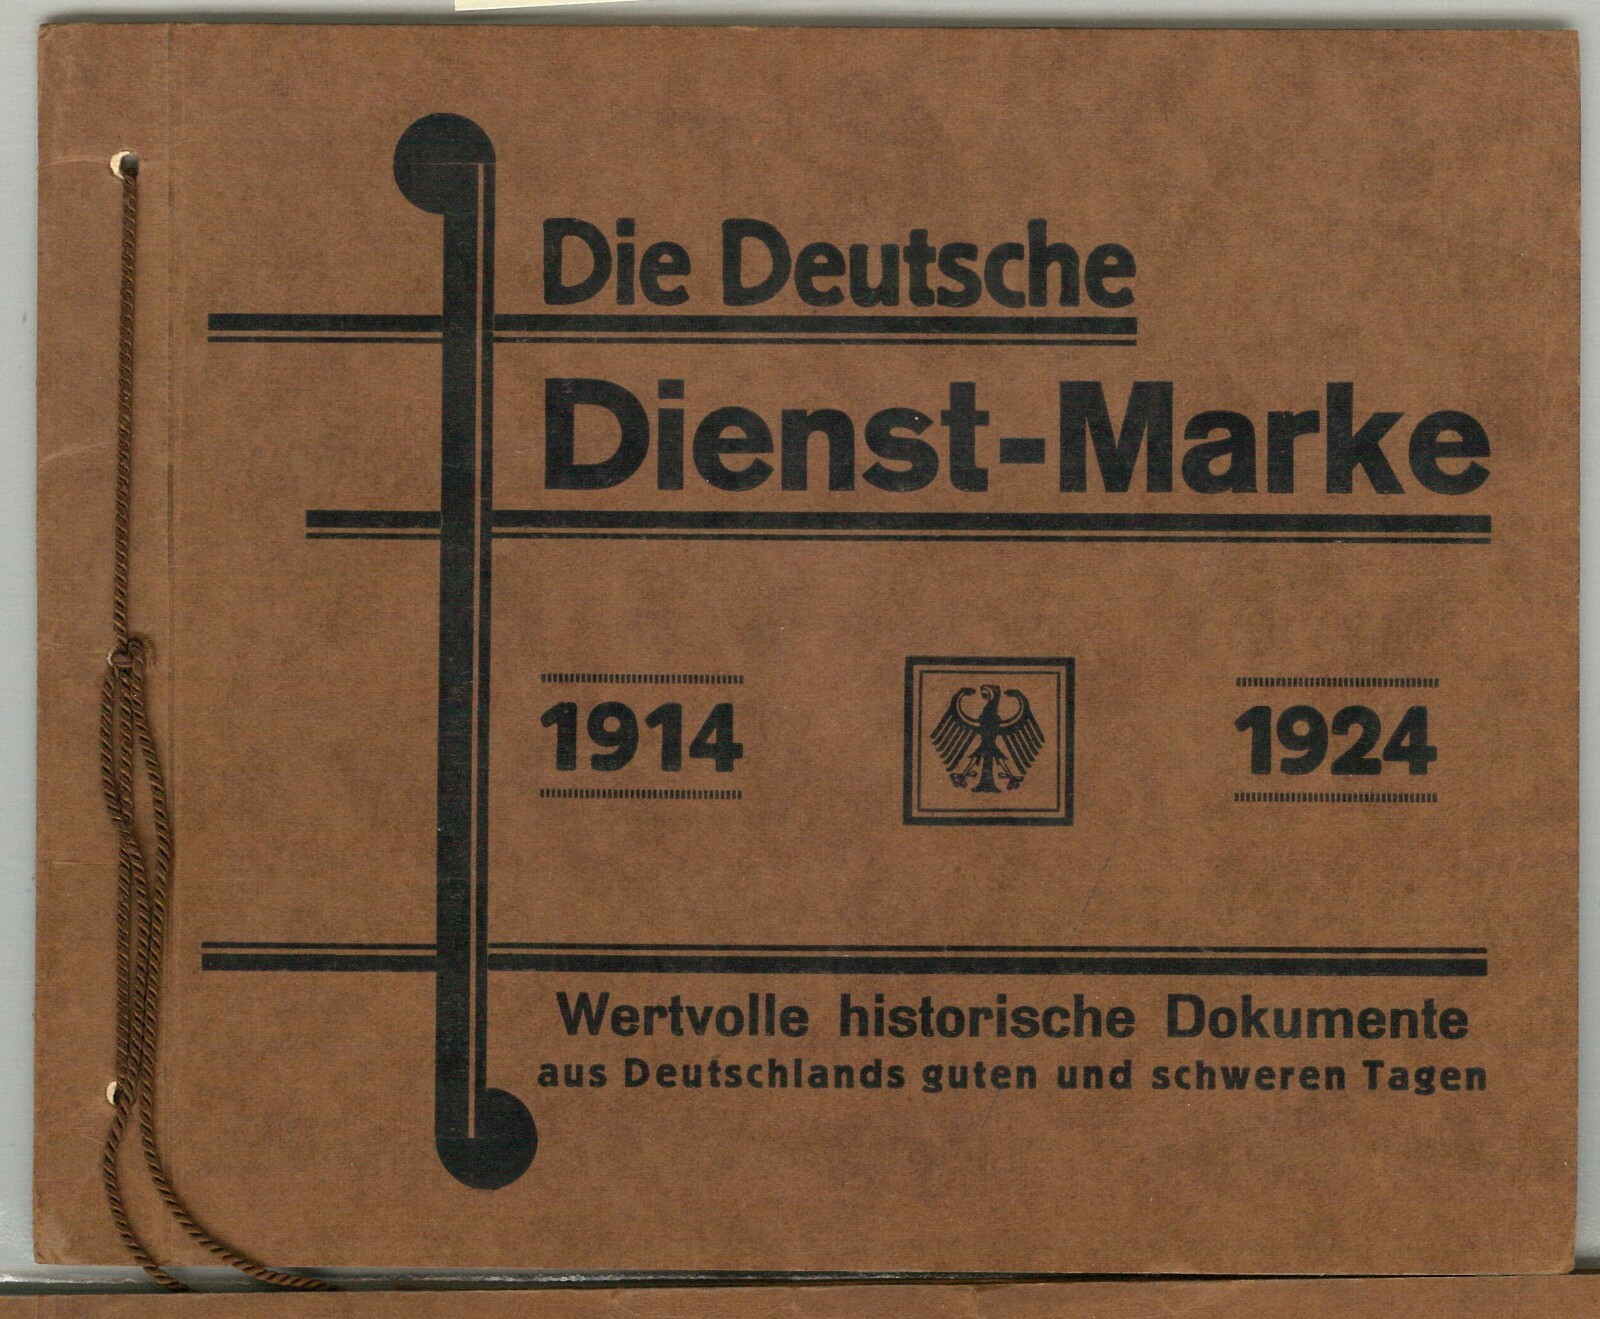 Die Deutsche
Dienst-Marke
1914
1924
Wertvolle historische Dokumente
aus Deutschlands guten und schweren Tagen